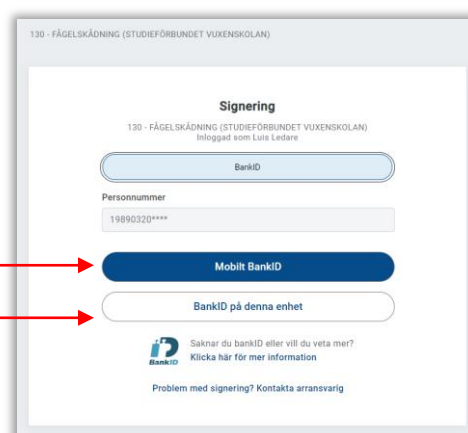 130 - FÅGELSKÅDNING (STUDIEFÖRBUNDET VUXENSKOLAN)
Signering
130 - FÅGELSKÅDNING (STUDIEFÖRBUNDET VUXENSKOLAN)
Inloggad som Luis Ledare
BankID
Personnummer
19890320****
Mobilt BankID
BankID på denna enhet
Saknar du bankID eller vill du veta mer?
Klicka här för mer information
BankID
Problem med signering? Kontakta arransvarig